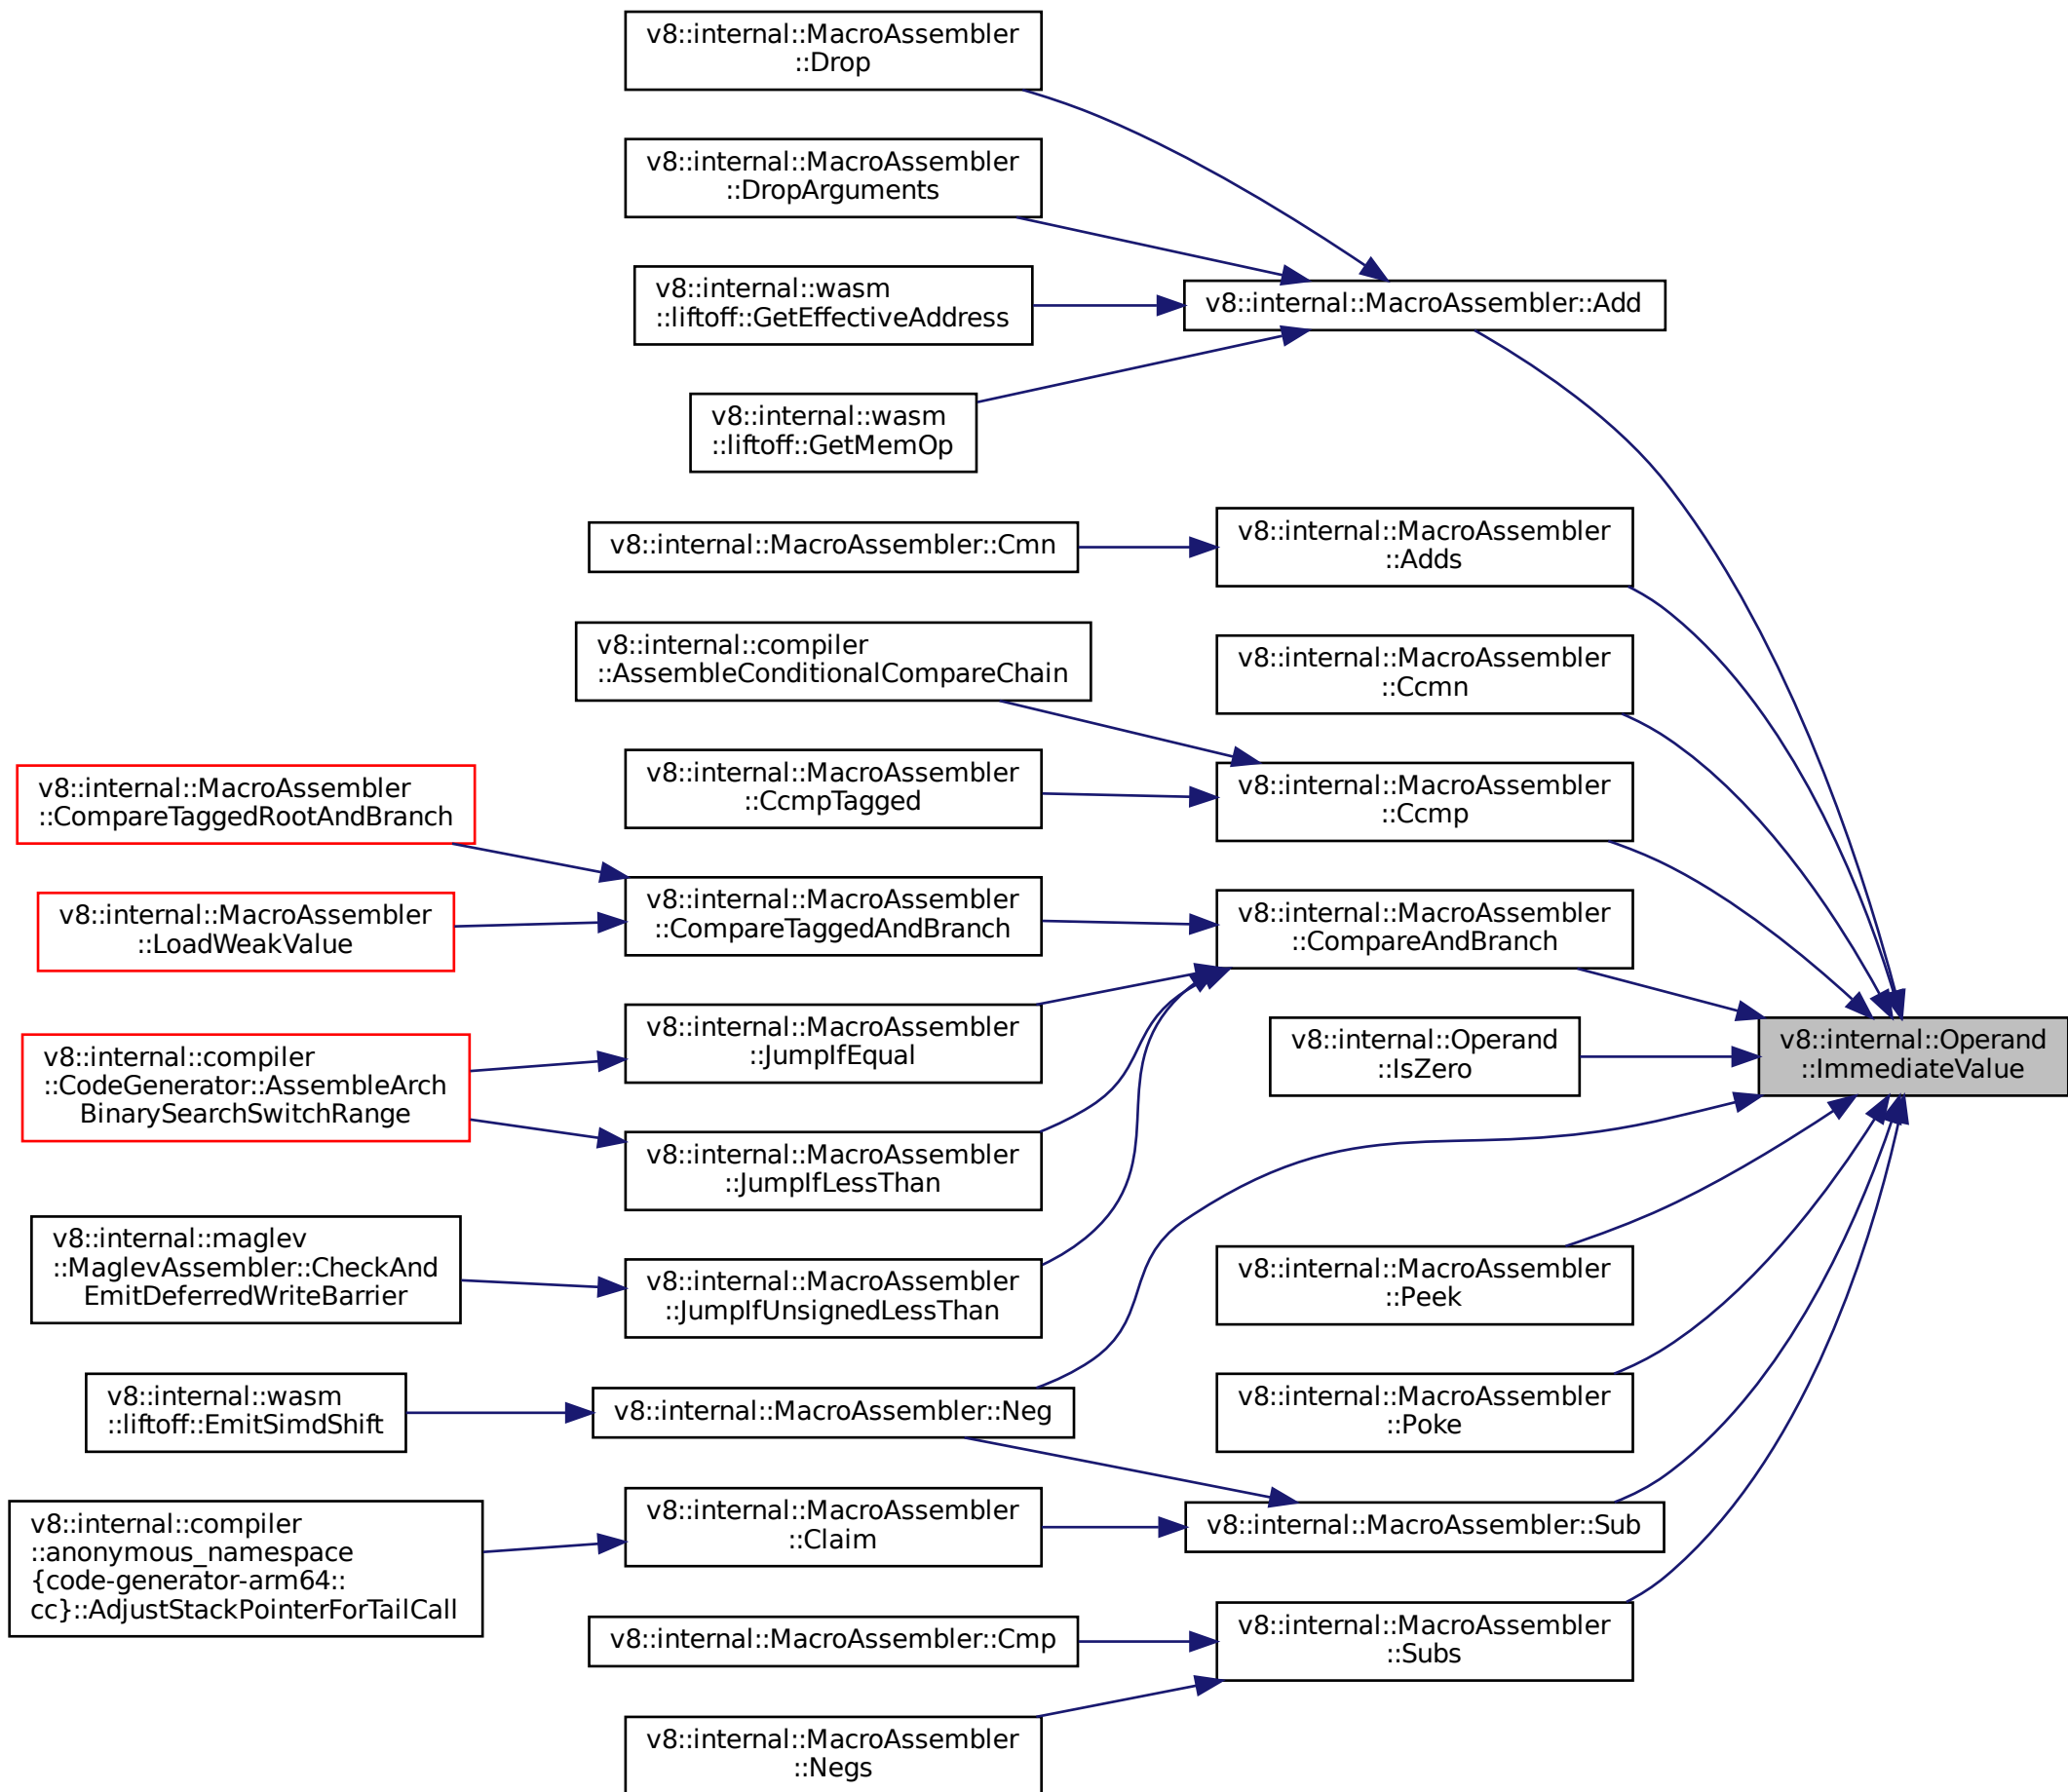 v8::internal::MacroAssembler
::Drop
v8::internal::MacroAssembler
::DropArguments
v8::internal::wasm
::liftoff::GetEffectiveAddress
v8::internal::MacroAssembler::Add
v8::internal::wasm
::liftoff::GetMemOp
v8::internal::MacroAssembler::Cmn
v8::internal::MacroAssembler
::Adds
v8::internal::compiler
::AssembleConditionalCompareChain
v8::internal::MacroAssembler
::Ccmn
v8::internal::MacroAssembler
::CcmpTagged
v8::internal::MacroAssembler
::Ccmp
v8::internal::MacroAssembler
::CompareTaggedRootAndBranch
v8::internal::MacroAssembler
::LoadWeakValue
v8::internal::MacroAssembler
::CompareTaggedAndBranch
v8::internal::MacroAssembler
::CompareAndBranch
v8::internal::compiler
::CodeGenerator::AssembleArch
BinarySearchSwitchRange
v8::internal::MacroAssembler
::JumpIfEqual
v8::internal::Operand
::IsZero
v8::internal::Operand
::ImmediateValue
v8::internal::MacroAssembler
::JumpIfLessThan
v8::internal::maglev
::MaglevAssembler::CheckAnd
EmitDeferredWriteBarrier
v8::internal::MacroAssembler
::JumpIfUnsignedLessThan
v8::internal::MacroAssembler
::Peek
v8::internal::wasm
::liftoff::EmitSimdShift
v8::internal::MacroAssembler::Neg
v8::internal::MacroAssembler
::Poke
v8::internal::compiler
::anonymous_namespace
{code-generator-arm64::
cc}::AdjustStackPointerForTailCall
v8::internal::MacroAssembler
::Claim
v8::internal::MacroAssembler::Sub
v8::internal::MacroAssembler::Cmp
v8::internal::MacroAssembler
::Subs
v8::internal::MacroAssembler
::Negs